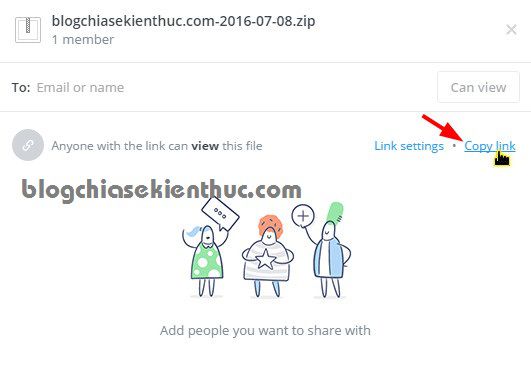 blogchiasekienthuc.com-2016-07-08.zip
1 member
To: Email or name
Can view
Anyone with the link can view this file
Link settings • Copy link
blogchiasekienthuc.com
Add people you want to share with